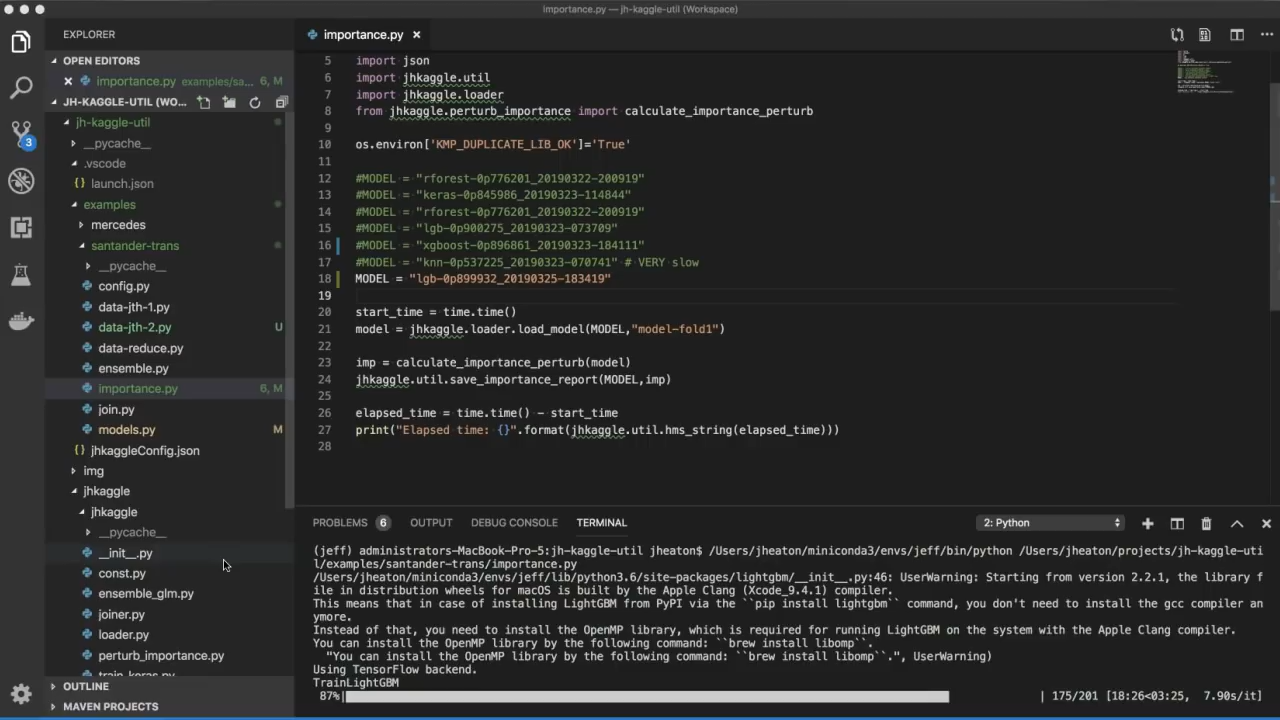 importance.py — jh-kaggle-util (Workspace)
EXPLORER
OPEN EDITORS
importance.py examples/sa... 6, M
JH-KAGGLE-UTIL (WO...
jh-kaggle-util
__pycache__
.vscode
launch.json
examples
mercedes
santander-trans
__pycache__
config.py
data-jth-1.py
data-jth-2.py U
data-reduce.py
ensemble.py
importance.py 6, M
join.py
models.py M
jhkaggleConfig.json
img
jhkaggle
jhkaggle
__pycache__
__init__.py
const.py
ensemble_glm.py
joiner.py
loader.py
perturb_importance.py
train_keras.py
OUTLINE
MAVEN PROJECTS
3
importance.py
5 import json
6 import jhkaggle.util
7 import jhkaggle.loader
8 from jhkaggle.perturb_importance import calculate_importance_perturb
9
10 os.environ['KMP_DUPLICATE_LIB_OK']='True'
11
12 #MODEL = "rforest-0p776201_20190322-200919"
13 #MODEL = "keras-0p845986_20190323-114844"
14 #MODEL = "rforest-0p776201_20190322-200919"
15 #MODEL = "lgb-0p900275_20190323-073709"
16 #MODEL = "xgboost-0p896861_20190323-184111"
17 #MODEL = "knn-0p537225_20190323-070741" # VERY slow
18 MODEL = "lgb-0p899932_20190325-183419"
19
20 start_time = time.time()
21 model = jhkaggle.loader.load_model(MODEL,"model-fold1")
22
23 imp = calculate_importance_perturb(model)
24 jhkaggle.util.save_importance_report(MODEL,imp)
25
26 elapsed_time = time.time() - start_time
27 print("Elapsed time: {}".format(jhkaggle.util.hms_string(elapsed_time)))
28
PROBLEMS 6 OUTPUT DEBUG CONSOLE TERMINAL 2: Python
(jeff) administrators-MacBook-Pro-5:jh-kaggle-util jheaton$ /Users/jheaton/miniconda3/envs/jeff/bin/python /Users/jheaton/projects/jh-kaggle-uti
l/examples/santander-trans/importance.py
/Users/jheaton/miniconda3/envs/jeff/lib/python3.6/site-packages/lightgbm/__init__.py:46: UserWarning: Starting from version 2.2.1, the library f
ile in distribution wheels for macOS is built by the Apple Clang (Xcode_9.4.1) compiler.
This means that in case of installing LightGBM from PyPI via the ``pip install lightgbm`` command, you don't need to install the gcc compiler an
ymore.
Instead of that, you need to install the OpenMP library, which is required for running LightGBM on the system with the Apple Clang compiler.
You can install the OpenMP library by the following command: ``brew install libomp``.
"You can install the OpenMP library by the following command: ``brew install libomp``.", UserWarning)
Using TensorFlow backend.
TrainLightGBM
87%| | 175/201 [18:26<03:25, 7.90s/it]